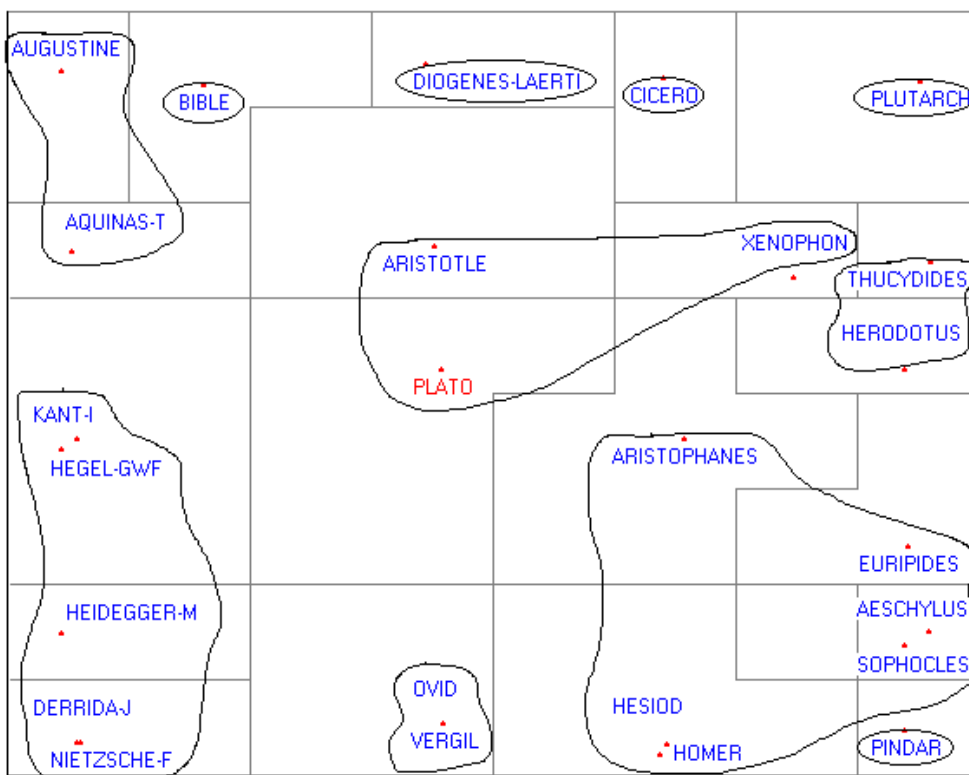 AUGUSTINE
BIBLE
DIOGENES-LAERTI
CICERO
PLUTARCH
AQUINAS-T
ARISTOTLE
XENOPHON
THUCYDIDES
HERODOTUS
PLATO
KANT-I
HEGEL-GWF
ARISTOPHANES
EURIPIDES
HEIDEGGER-M
AESCHYLUS
SOPHOCLES
OVID
DERRIDA-J
HESIOD
VERGIL
NIETZSCHE-F
HOMER
PINDAR